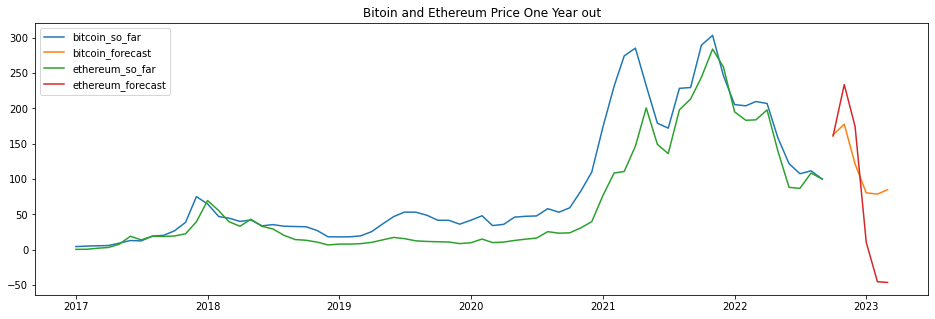 Bitoin and Ethereum Price One Year out
bitcoin_so_far
bitcoin_forecast
ethereum_so_far
ethereum_forecast
300
250
200
150
100
50
0
−50
2017 2018 2019 2020 2021 2022 2023